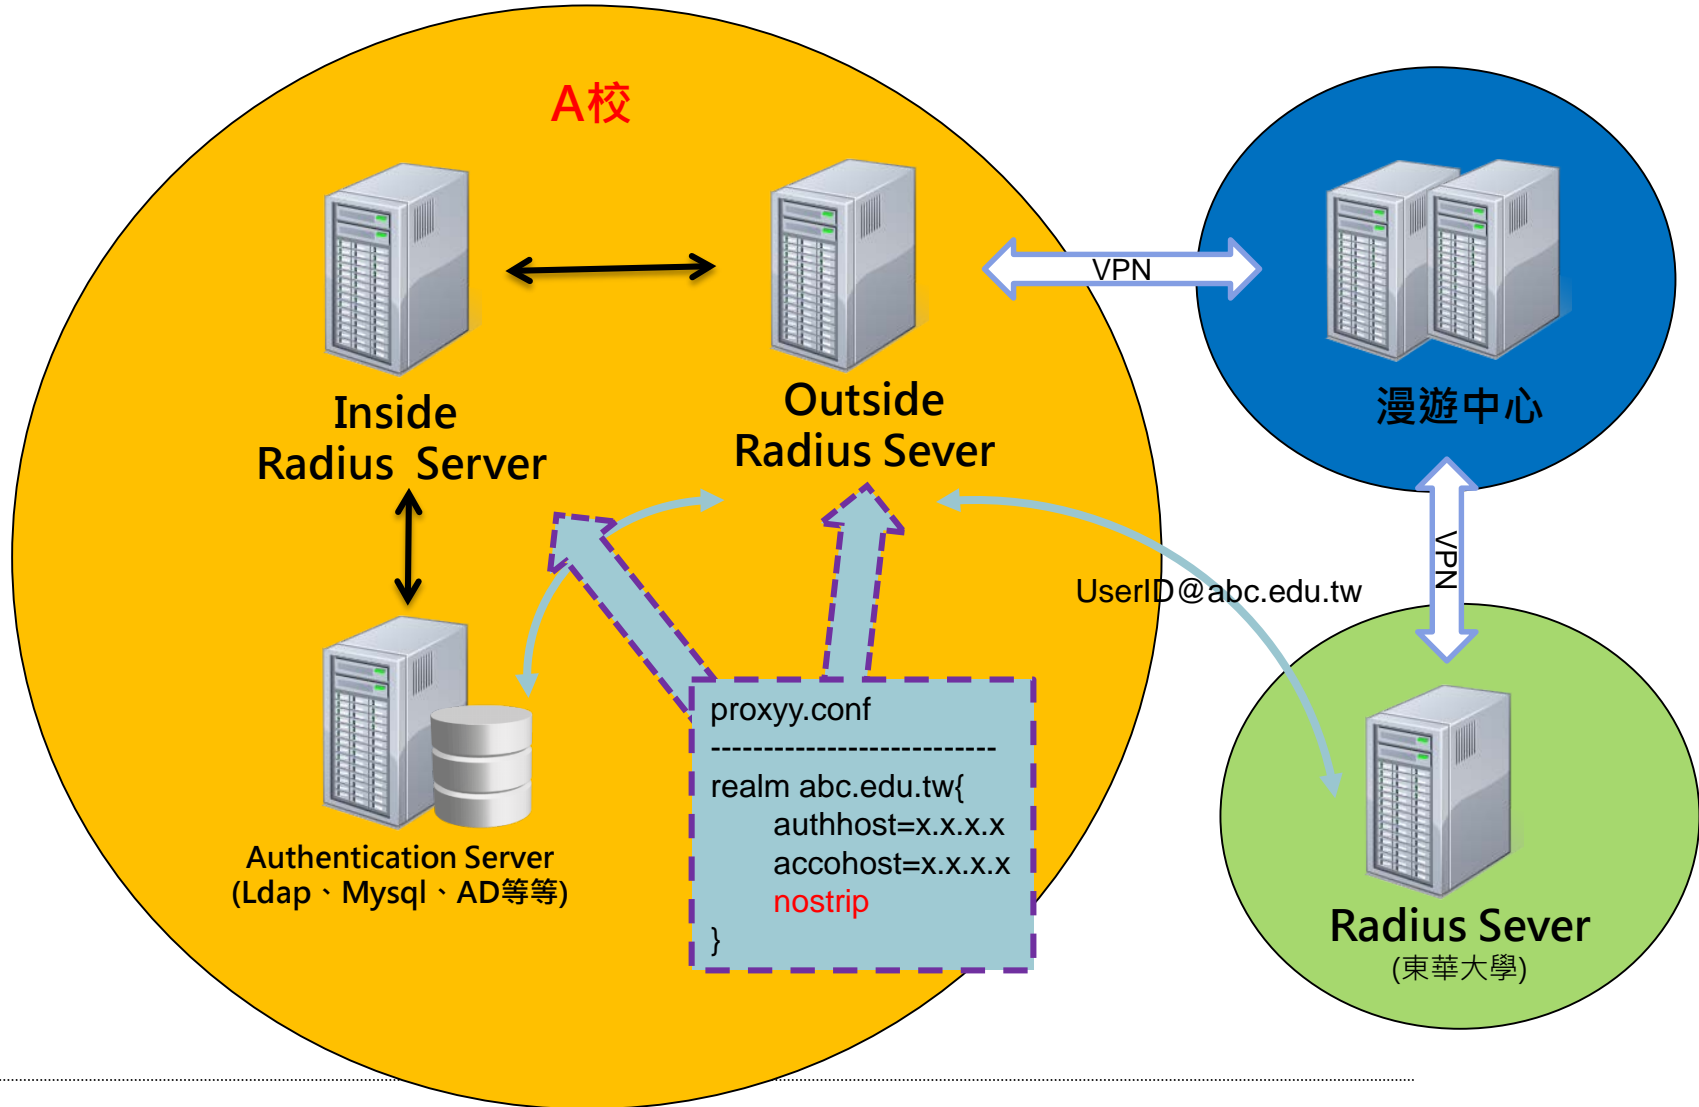 A校
Inside
Radius Server
Outside
Radius Sever
VPN
漫遊中心
VPN
UserID@abc.edu.tw
proxyy.conf
---------------------------
realm abc.edu.tw{
authhost=x.x.x.x
accohost=x.x.x.x
nostrip
}
Authentication Server
(Ldap、Mysql、AD等等)
Radius Sever
(東華大學)